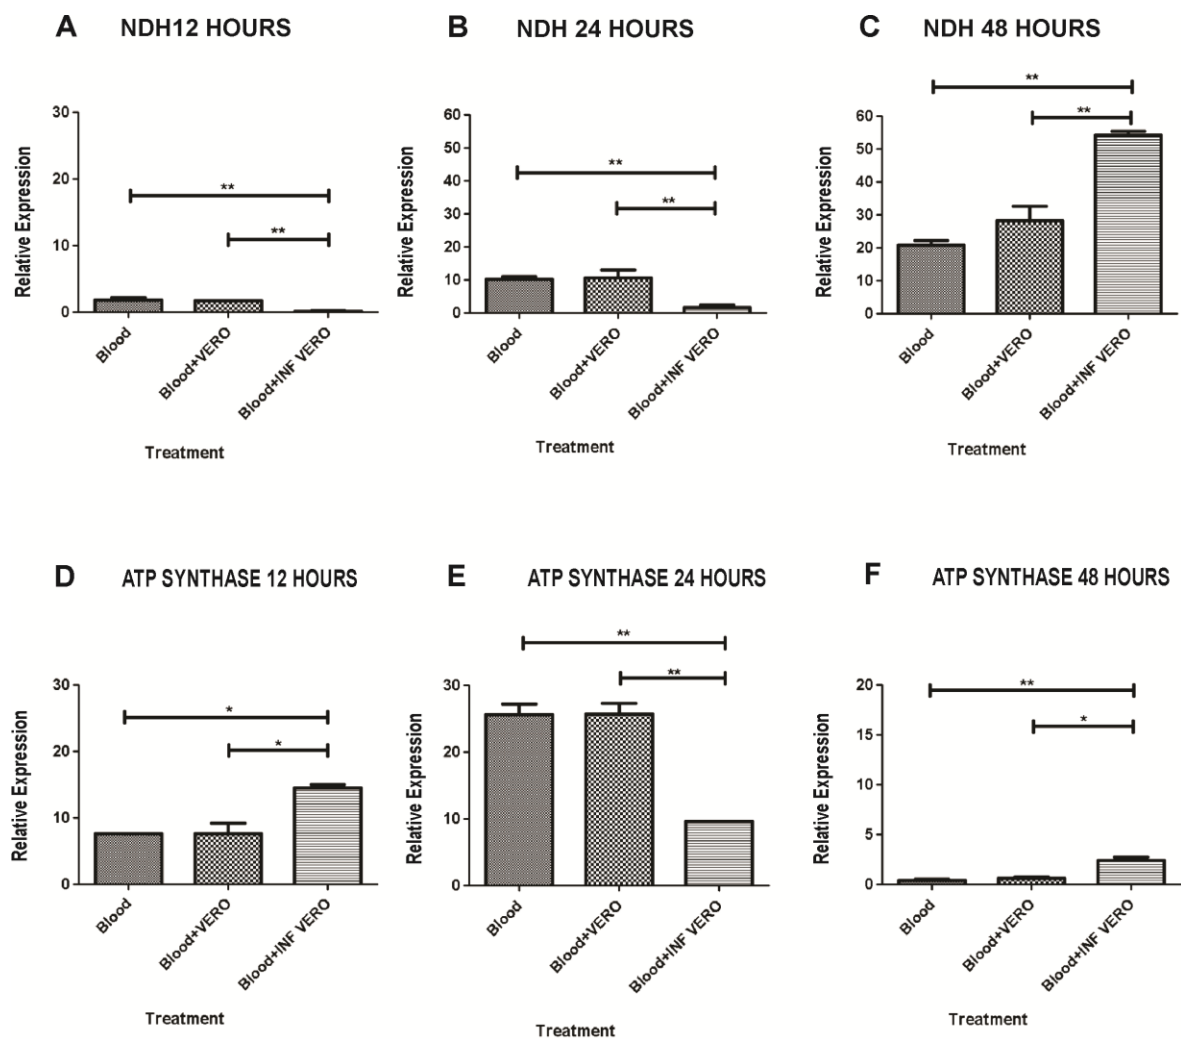 A NDH12 HOURS
Relative Expression
30
20
10
0
**
**
Blood
Blood+VERO
Blood+INF VERO
Treatment
B NDH 24 HOURS
Relative Expression
60
50
40
30
20
10
0
**
**
Blood
Blood+VERO
Blood+INF VERO
Treatment
C NDH 48 HOURS
Relative Expression
60
50
40
30
20
10
0
**
**
Blood
Blood+VERO
Blood+INF VERO
Treatment
D ATP SYNTHASE 12 HOURS
Relative Expression
30
20
10
0
*
*
Blood
Blood+VERO
Blood+INF VERO
Treatment
E ATP SYNTHASE 24 HOURS
Relative Expression
30
20
10
0
**
**
Blood
Blood+VERO
Blood+INF VERO
Treatment
F ATP SYNTHASE 48 HOURS
Relative Expression
20
15
10
5
0
**
*
Blood
Blood+VERO
Blood+INF VERO
Treatment